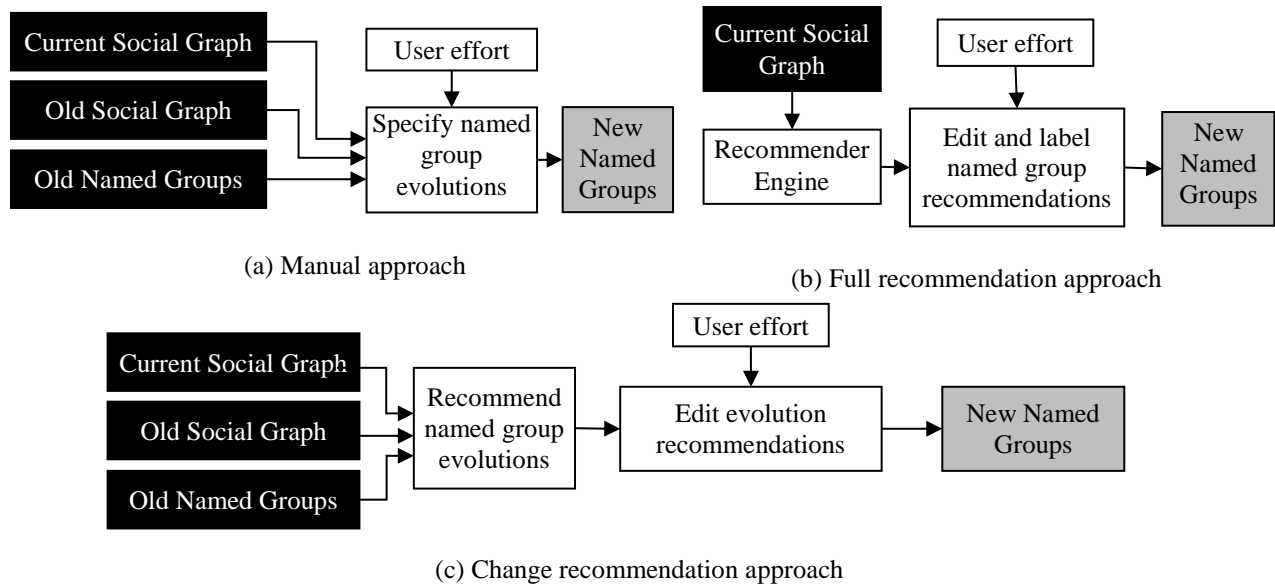 Current Social Graph
Old Social Graph
Old Named Groups
User effort
Specify named
group
evolutions
New
Named
Groups
(a) Manual approach
Current Social
Graph
Recommender
Engine
User effort
Edit and label
named group
recommendations
New
Named
Groups
(b) Full recommendation approach
Current Social Graph
Old Social Graph
Old Named Groups
Recommend
named group
evolutions
User effort
Edit evolution
recommendations
New Named
Groups
(c) Change recommendation approach